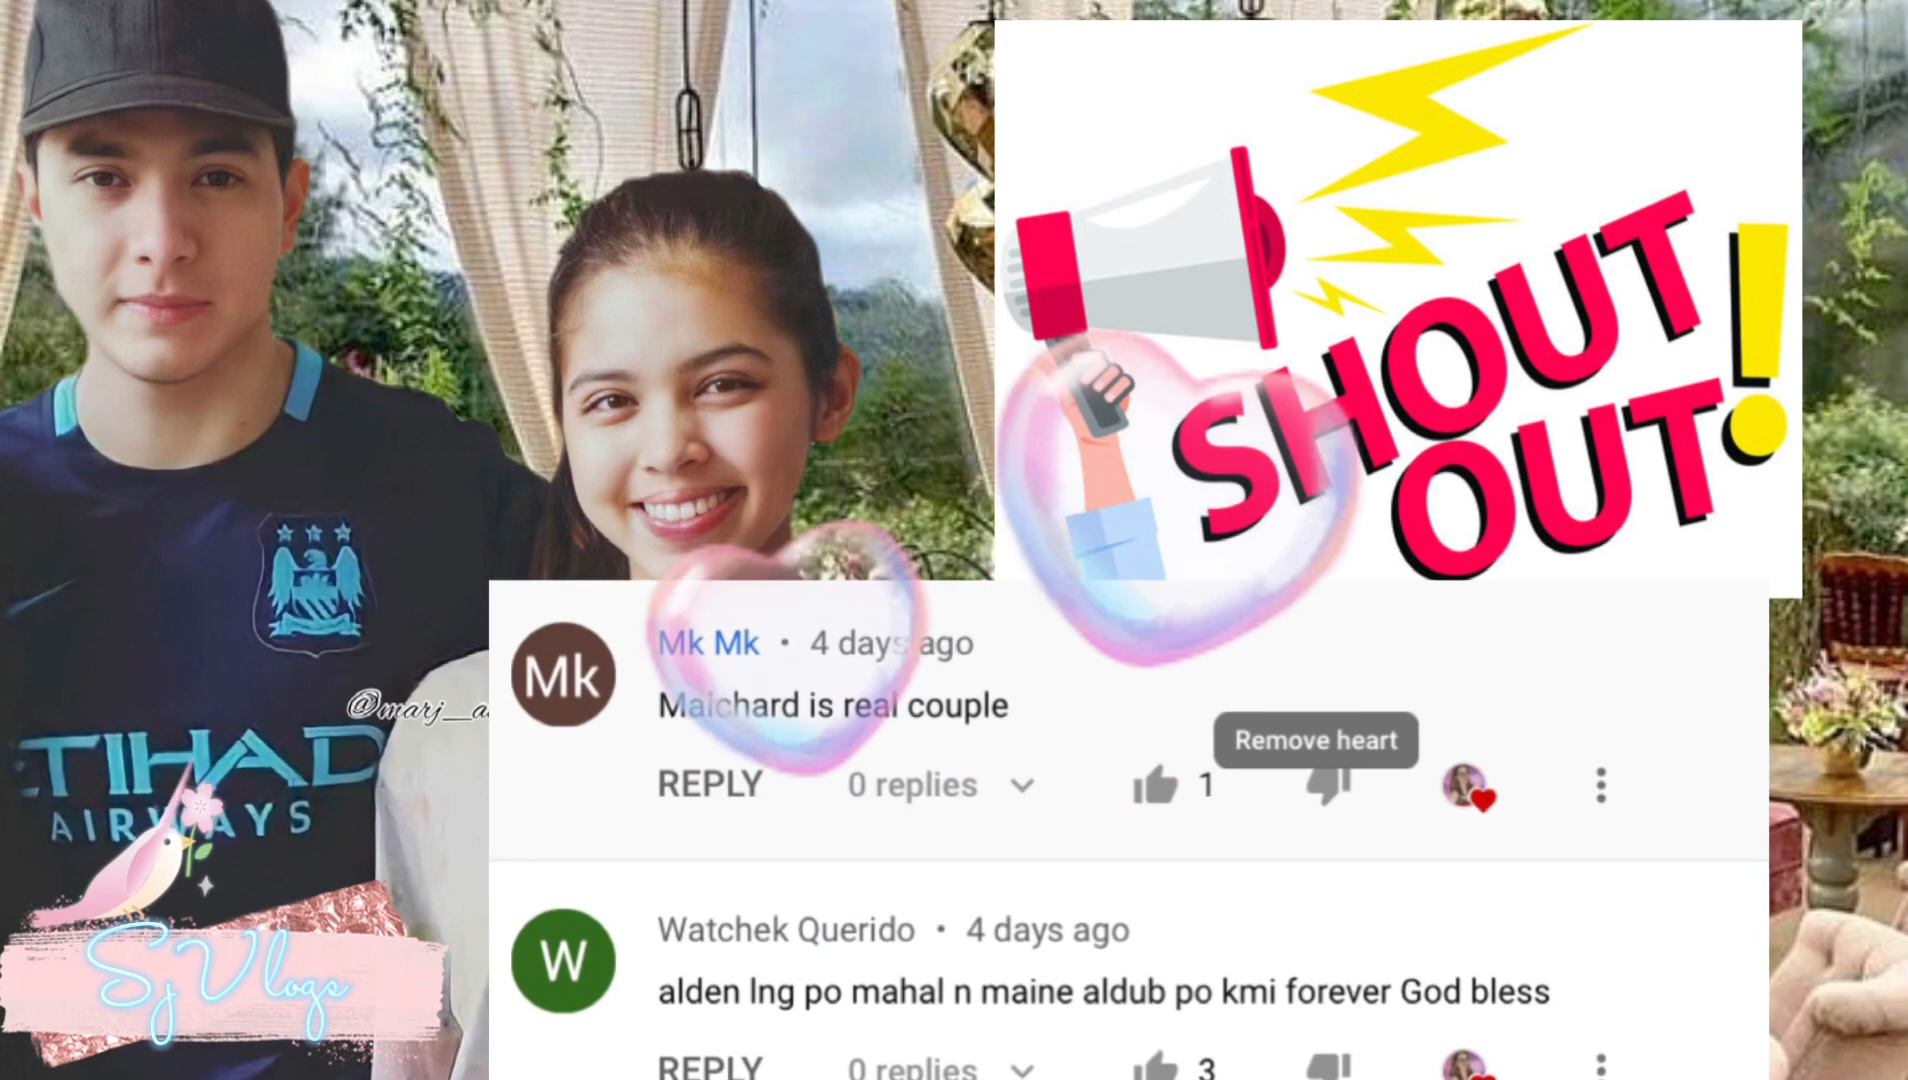 SHOUT
OUT!
Mk
Mk Mk • 4 days ago
Maichard is real couple
Remove heart
REPLY 0 replies 1
@marj_a
ETIHAD
AIRWAYS
Sj Vlogs
W
Watchek Querido • 4 days ago
alden lng po mahal n maine aldub po kmi forever God bless
REPLY 0 replies 3